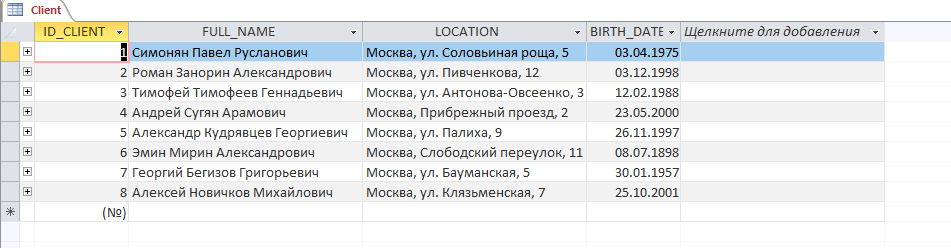 Client
ID_CLIENT FULL_NAME LOCATION BIRTH_DATE Щелкните для добавления
1 Симонян Павел Русланович Москва, ул. Соловьиная роща, 5 03.04.1975
2 Роман Занорин Александрович Москва, ул. Пивченкова, 12 03.12.1998
3 Тимофей Тимофеев Геннадьевич Москва, ул. Антонова-Овсеенко, 3 12.02.1988
4 Андрей Сугян Арамович Москва, Прибрежный проезд, 2 23.05.2000
5 Александр Кудрявцев Георгиевич Москва, ул. Палиха, 9 26.11.1997
6 Эмин Мирин Александрович Москва, Слободский переулок, 11 08.07.1898
7 Георгий Бегизов Григорьевич Москва, ул. Бауманская, 5 30.01.1957
8 Алексей Новичков Михайлович Москва, ул. Клязьменская, 7 25.10.2001
(№)